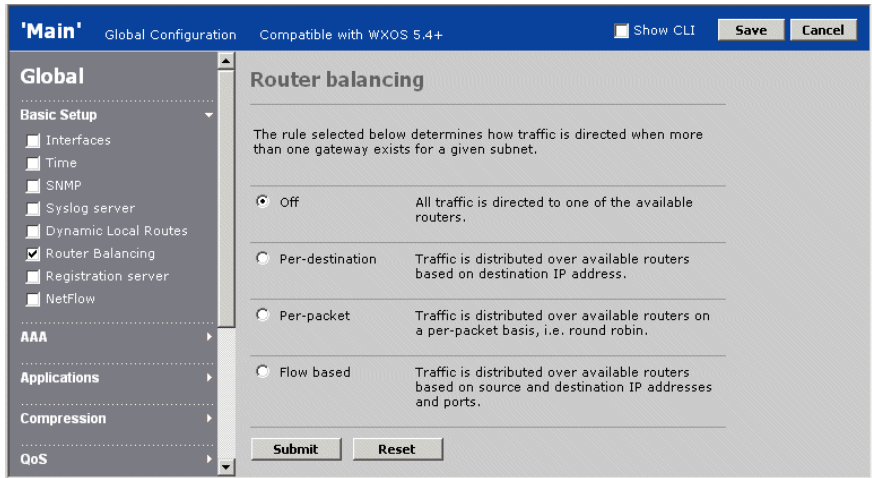 'Main' Global Configuration Compatible with WXOS 5.4+ Show CLI Save Cancel
Global
Basic Setup
Interfaces
Time
SNMP
Syslog server
Dynamic Local Routes
Router Balancing
Registration server
NetFlow
AAA
Applications
Compression
QoS
Router balancing
The rule selected below determines how traffic is directed when more
than one gateway exists for a given subnet.
Off All traffic is directed to one of the available
routers.
Per-destination Traffic is distributed over available routers
based on destination IP address.
Per-packet Traffic is distributed over available routers on
a per-packet basis, i.e. round robin.
Flow based Traffic is distributed over available routers
based on source and destination IP addresses
and ports.
Submit Reset